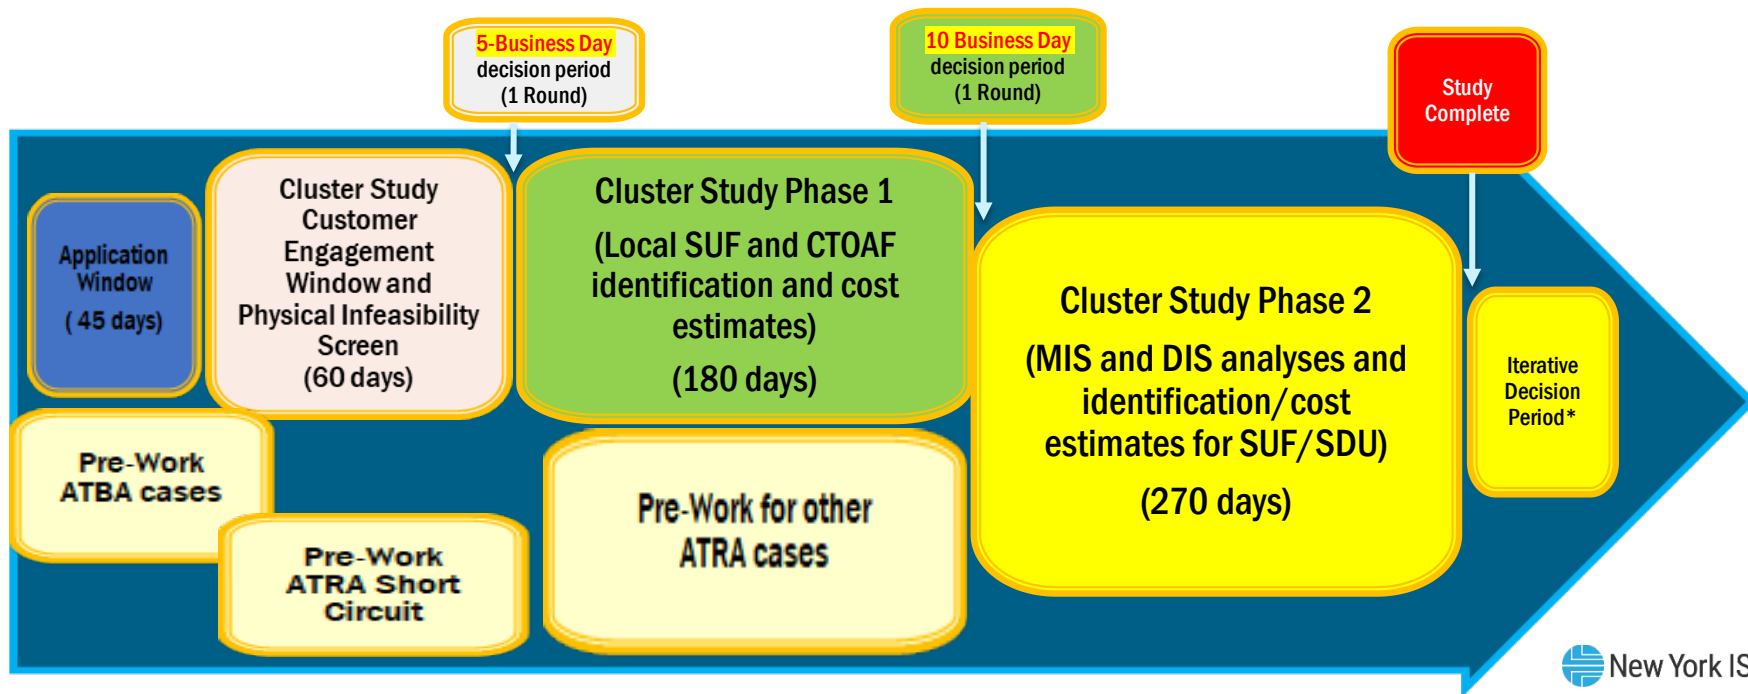 5-Business Day
decision period
(1 Round)
10 Business Day
decision period
(1 Round)
Study
Complete
Application
Window
( 45 days)
Cluster Study
Customer
Engagement
Window and
Physical Infeasibility
Screen
(60 days)
Cluster Study Phase 1
(Local SUF and CTOAF
identification and cost
estimates)
(180 days)
Cluster Study Phase 2
(MIS and DIS analyses and
identification/cost
estimates for SUF/SDU)
(270 days)
Iterative
Decision
Period*
Pre-Work
ATBA cases
Pre-Work
ATRA Short
Circuit
Pre-Work for other
ATRA cases
New York IS